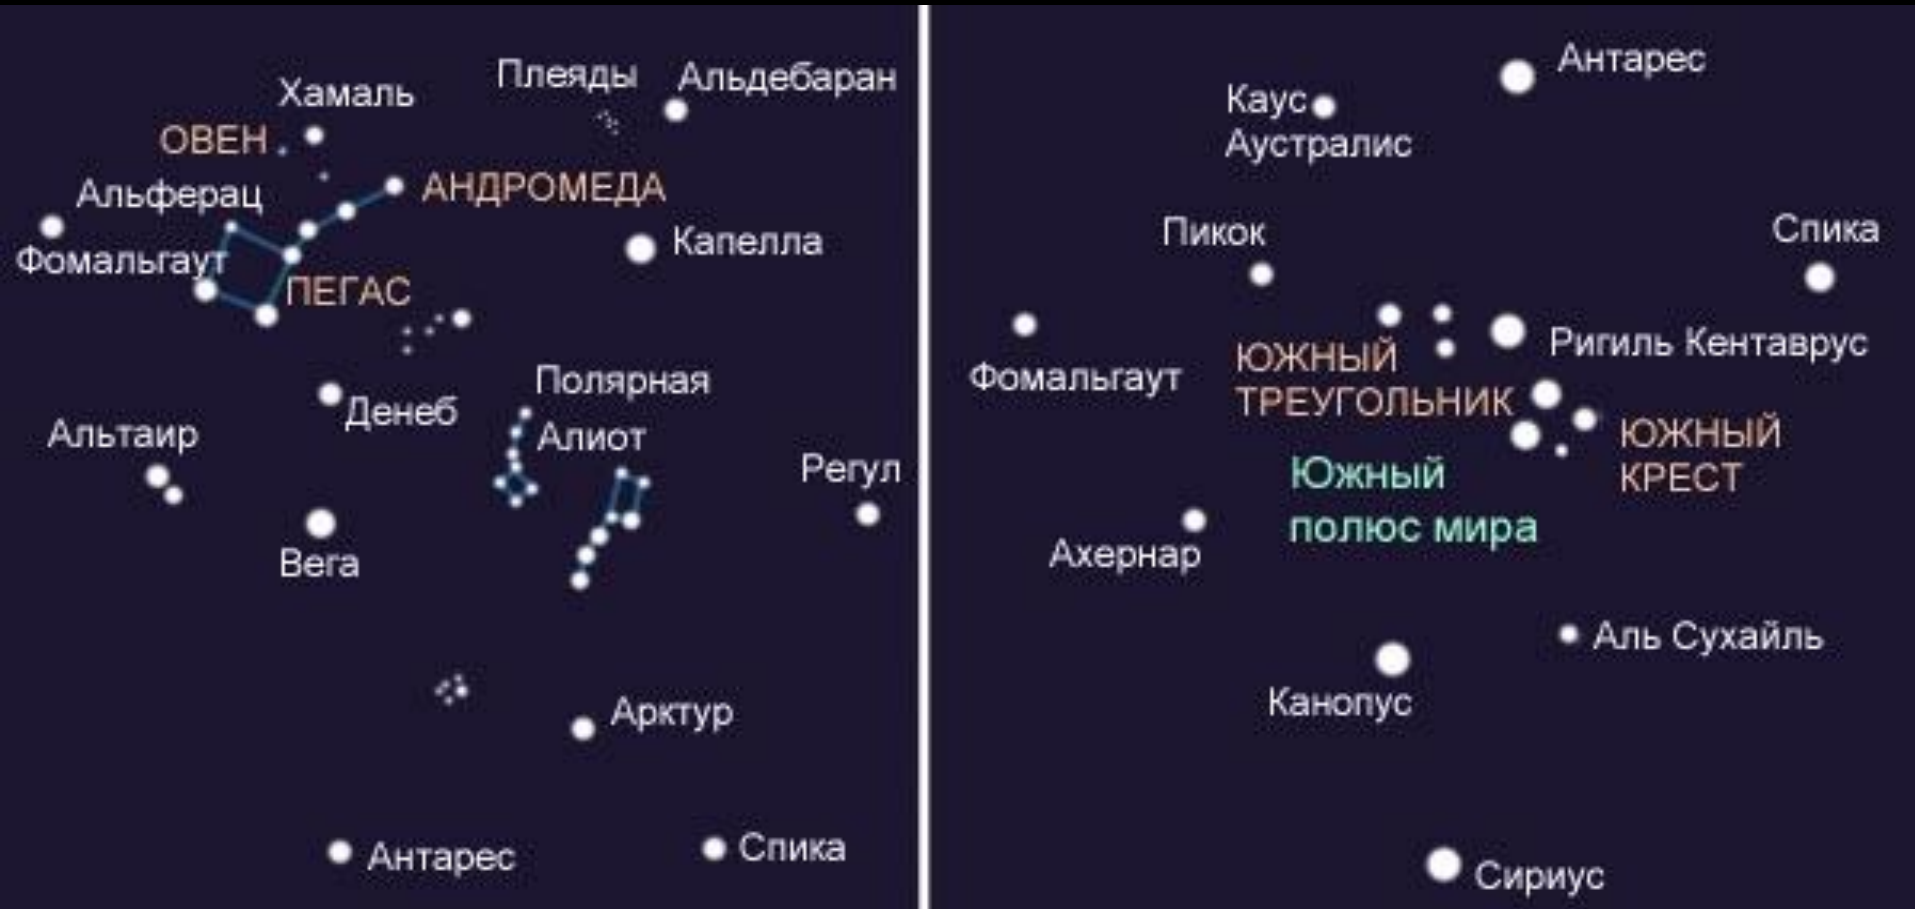 Хамаль
Плеяды
Альдебаран
ОВЕН
Альферац
АНДРОМЕДА
Фомальгаут
Капелла
ПЕГАС
Полярная
Денеб
Алиот
Альтаир
Регул
Вега
Арктур
Антарес
Спика
Антарес
Каус
Аустралис
Пикок
Спика
Ригиль Кентаврус
Фомальгаут
ЮЖНЫЙ
ТРЕУГОЛЬНИК
ЮЖНЫЙ
КРЕСТ
Южный
полюс мира
Ахернар
Аль Сухайль
Канопус
Сириус